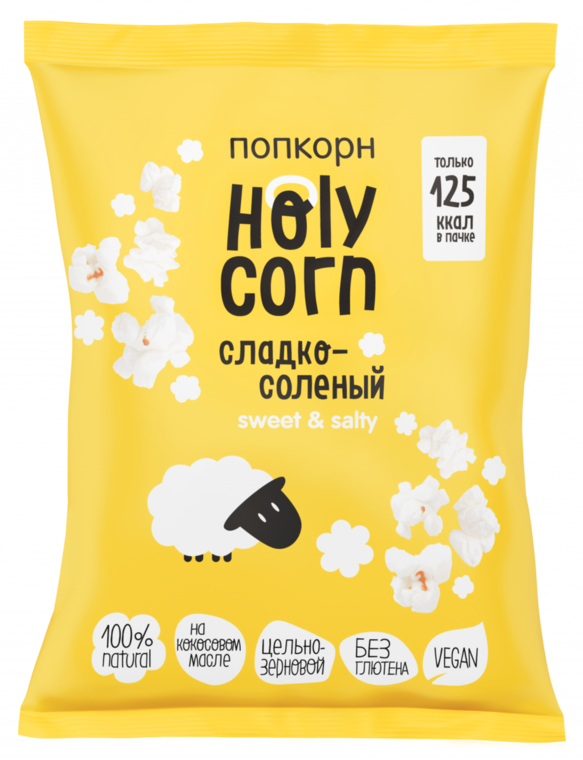 попкорн
Holy
corn
сладко-
соленый
sweet & salty
только
125
ккал
в пачке
100%
natural
на
кокосовом
масле
цельно-
зерновой
без
глютена
VEGAN